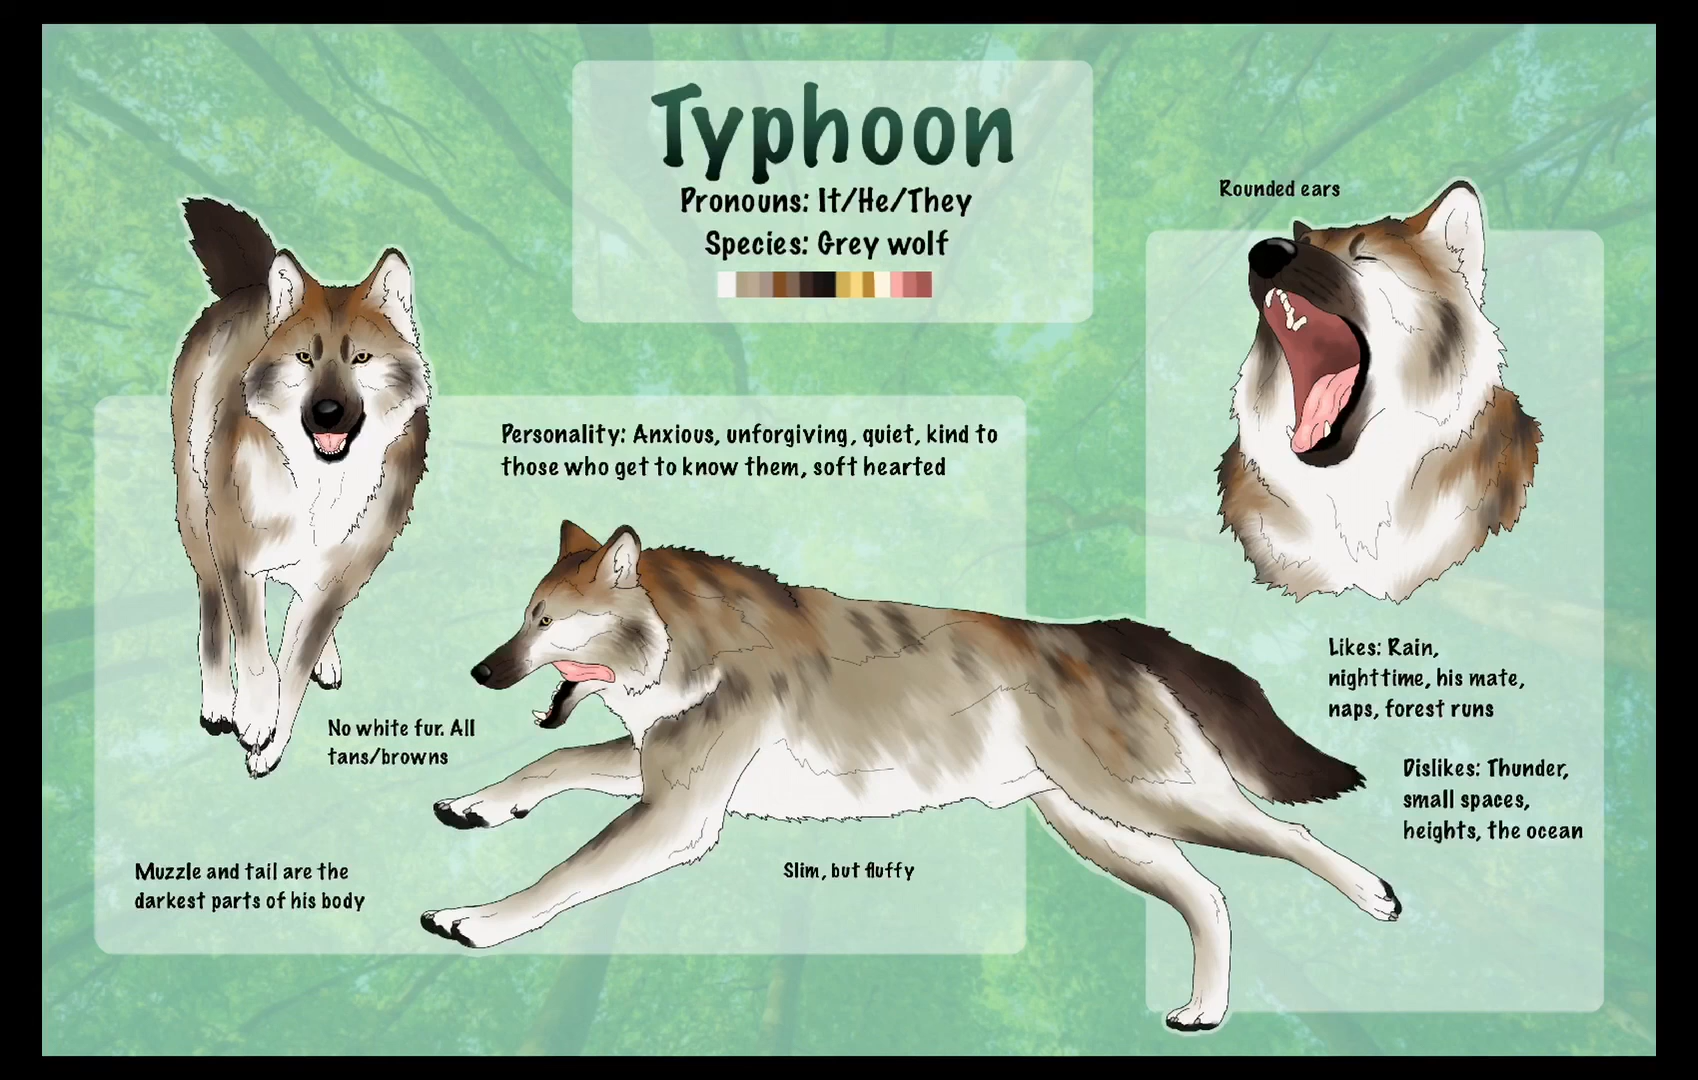 Typhoon
Pronouns: It/He/They
Species: Grey wolf
Rounded ears
Personality: Anxious, unforgiving, quiet, kind to
those who get to know them, soft hearted
No white fur. All
tans/browns
Muzzle and tail are the
darkest parts of his body
Slim, but fluffy
Likes: Rain,
nighttime, his mate,
naps, forest runs
Dislikes: Thunder,
small spaces,
heights, the ocean